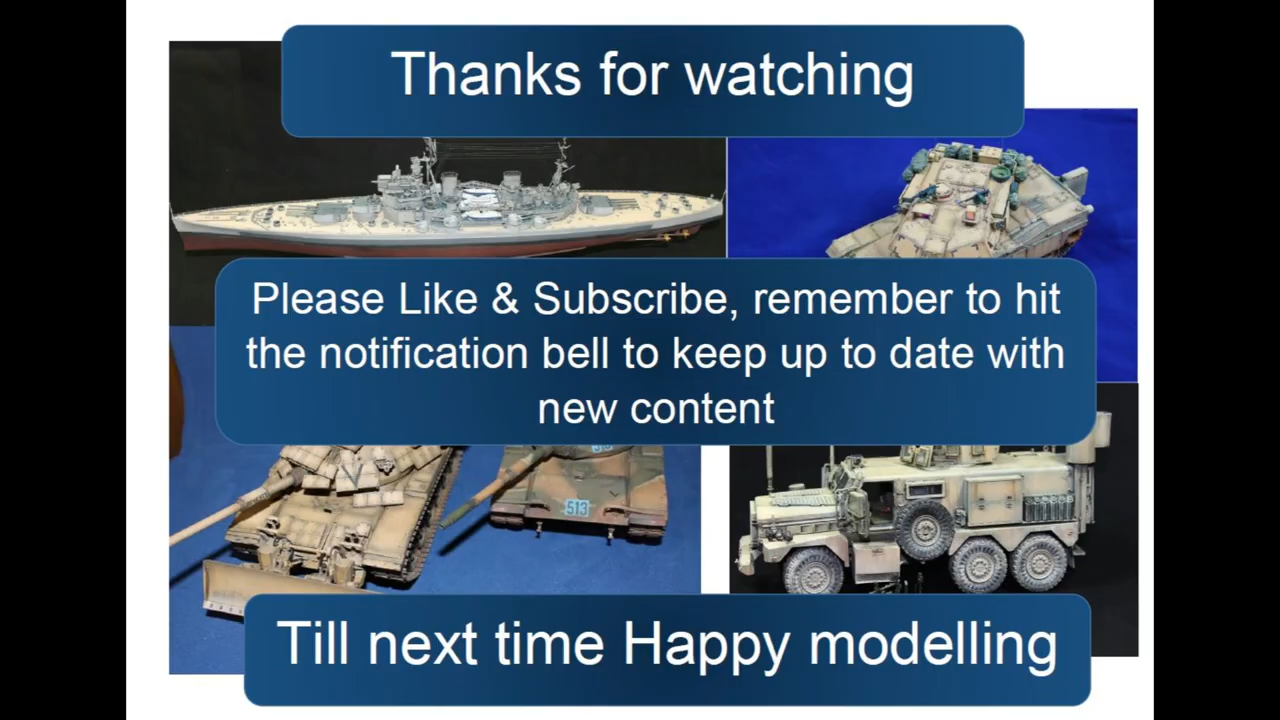 Thanks for watching
Please Like & Subscribe, remember to hit
the notification bell to keep up to date with
new content
513
Till next time Happy modelling